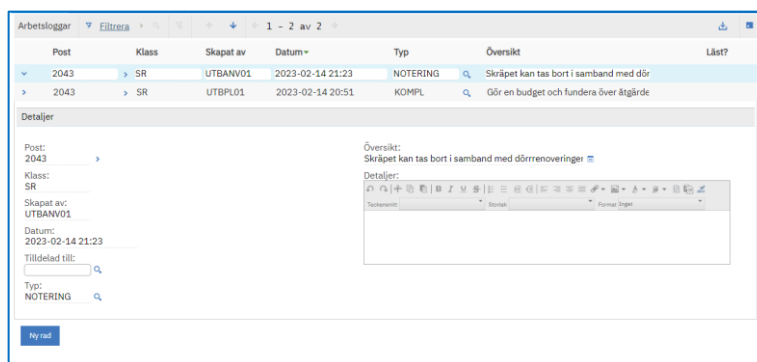 Arbetsloggar Filtrera 1 - 2 av 2
Post Klass Skapat av Datum Typ Översikt Läst?
2043 SR UTBANV01 2023-02-14 21:23 NOTERING Skräpet kan tas bort i samband med dör
2043 SR UTBPL01 2023-02-14 20:51 KOMPL Gör en budget och fundera över åtgärde
Detaljer
Post:
2043
Klass:
SR
Skapat av:
UTBANV01
Datum:
2023-02-14 21:23
Tilldelad till:
Typ:
NOTERING
Översikt:
Skräpet kan tas bort i samband med dörrrenoveringer
Detaljer:
Teckensnitt Storlek Format Inget
Ny rad